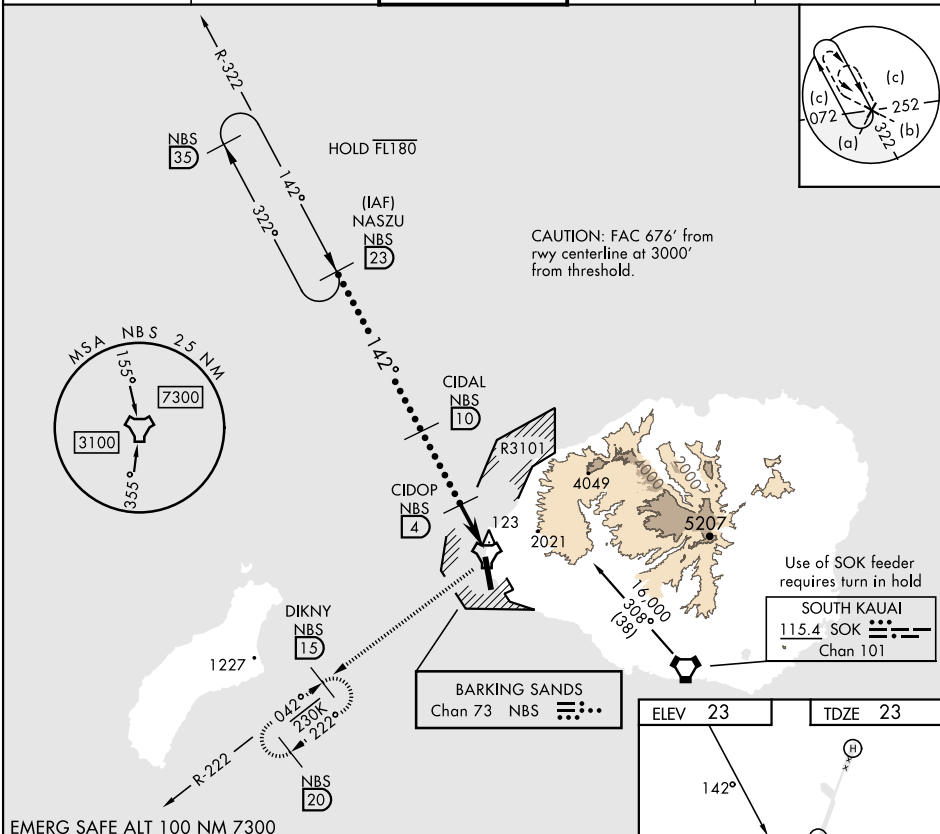 R-322
NBS
35
HOLD FL180
142°
322°
(IAF)
NASZU
NBS
23
CAUTION: FAC 676' from
rwy centerline at 3000'
from threshold.
(c)
(c)
072
252
322
(b)
(a)
MSA NBS 25 NM
155°
7300
3100
355°
142°
CIDAL
NBS
10
R3101
CIDOP
NBS
4
123
4049
4000
2000
5207
2021
16,000
308°
(38)
Use of SOK feeder
requires turn in hold
SOUTH KAUAI
115.4 SOK
Chan 101
DIKNY
NBS
15
1227
042°
230K
222°
R-222
NBS
20
BARKING SANDS
Chan 73 NBS
ELEV 23
TDZE 23
H
142°
EMERG SAFE ALT 100 NM 7300